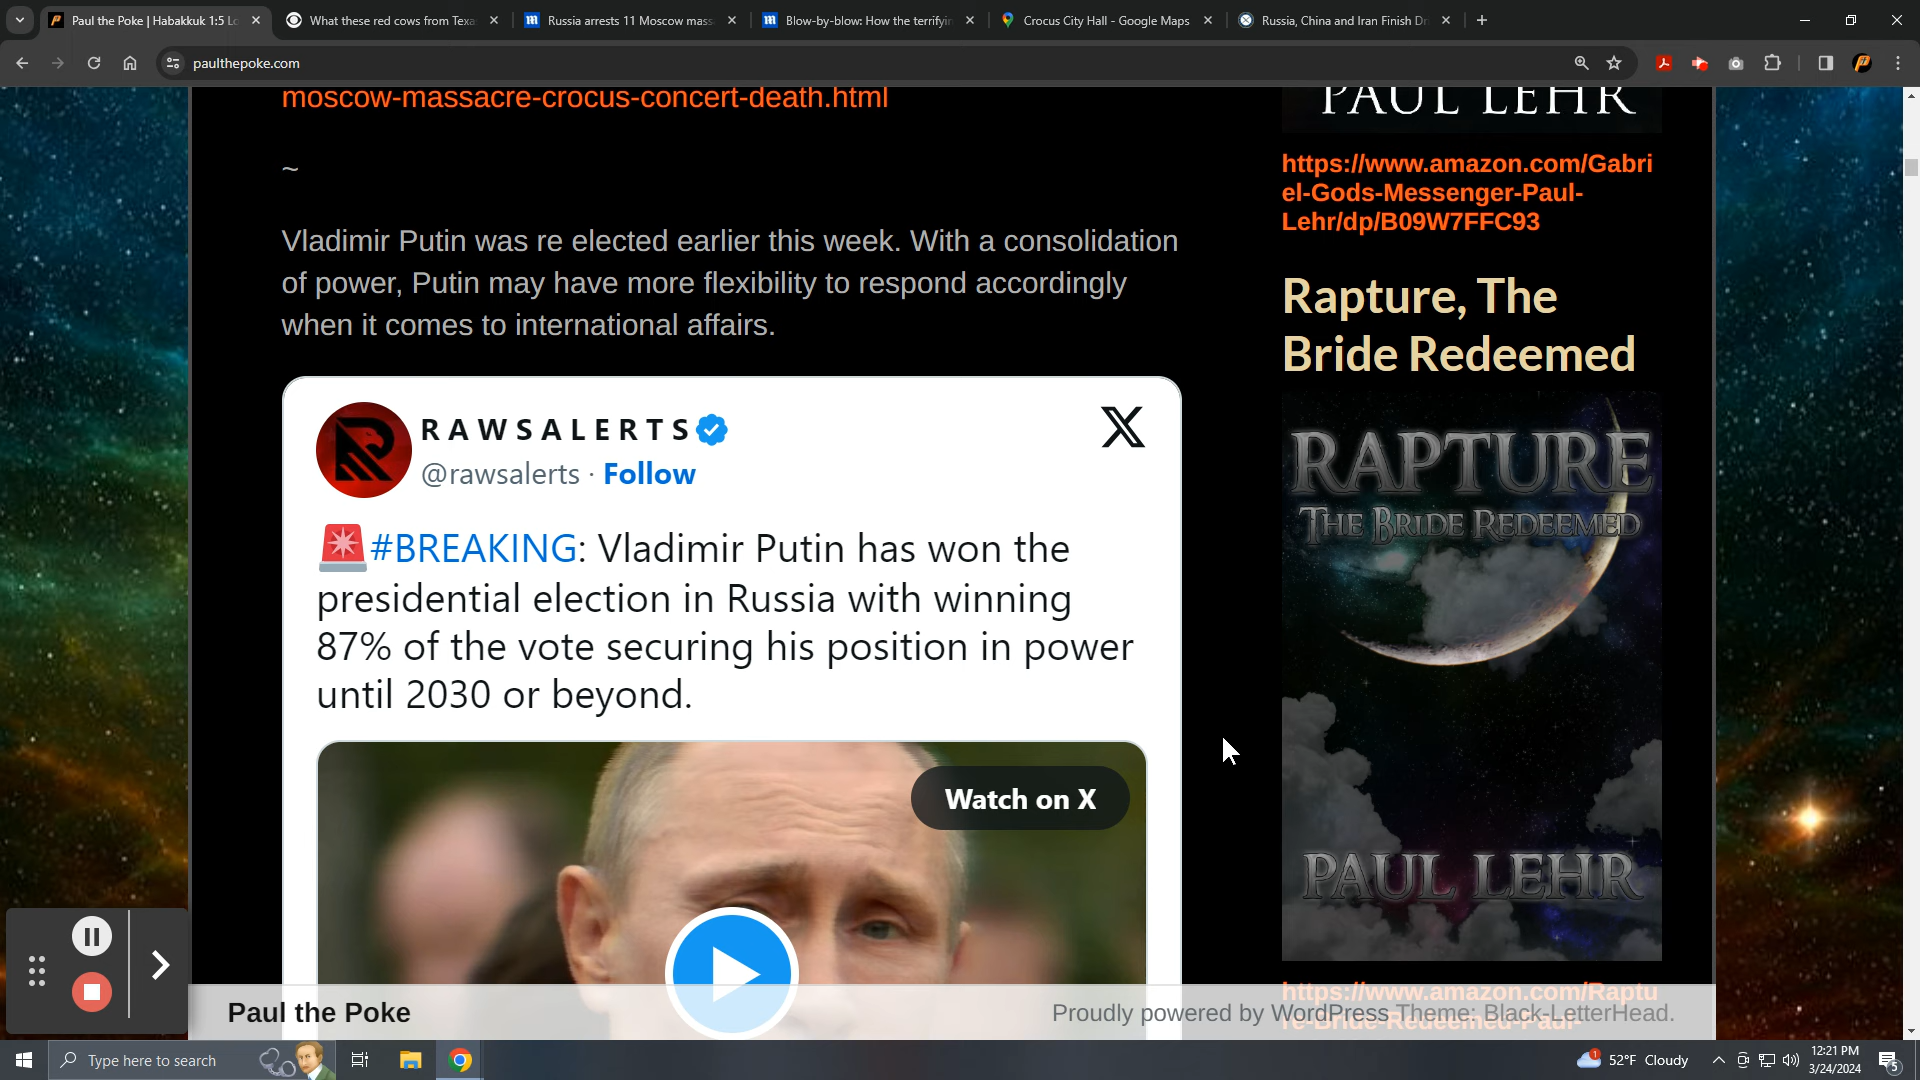 Paul the Poke | Habakkuk 1:5 Lo
What these red cows from Texa
Russia arrests 11 Moscow mass
Blow-by-blow: How the terrifyin
Crocus City Hall - Google Maps
Russia, China and Iran Finish Dr
paulthepoke.com
moscow-massacre-crocus-concert-death.html
~
Vladimir Putin was re elected earlier this week. With a consolidation
of power, Putin may have more flexibility to respond accordingly
when it comes to international affairs.
RAWSALERTS
@rawsalerts · Follow
#BREAKING: Vladimir Putin has won the
presidential election in Russia with winning
87% of the vote securing his position in power
until 2030 or beyond.
Watch on X
PAUL LEHR
https://www.amazon.com/Gabri
el-Gods-Messenger-Paul-
Lehr/dp/B09W7FFC93
Rapture, The
Bride Redeemed
RAPTURE
THE BRIDE REDEEMED
PAUL LEHR
https://www.amazon.com/Raptu
re-Bride-Redeemed-Paul-
Paul the Poke
Proudly powered by WordPress Theme: Black-LetterHead.
Type here to search
52°F Cloudy
12:21 PM
3/24/2024
5